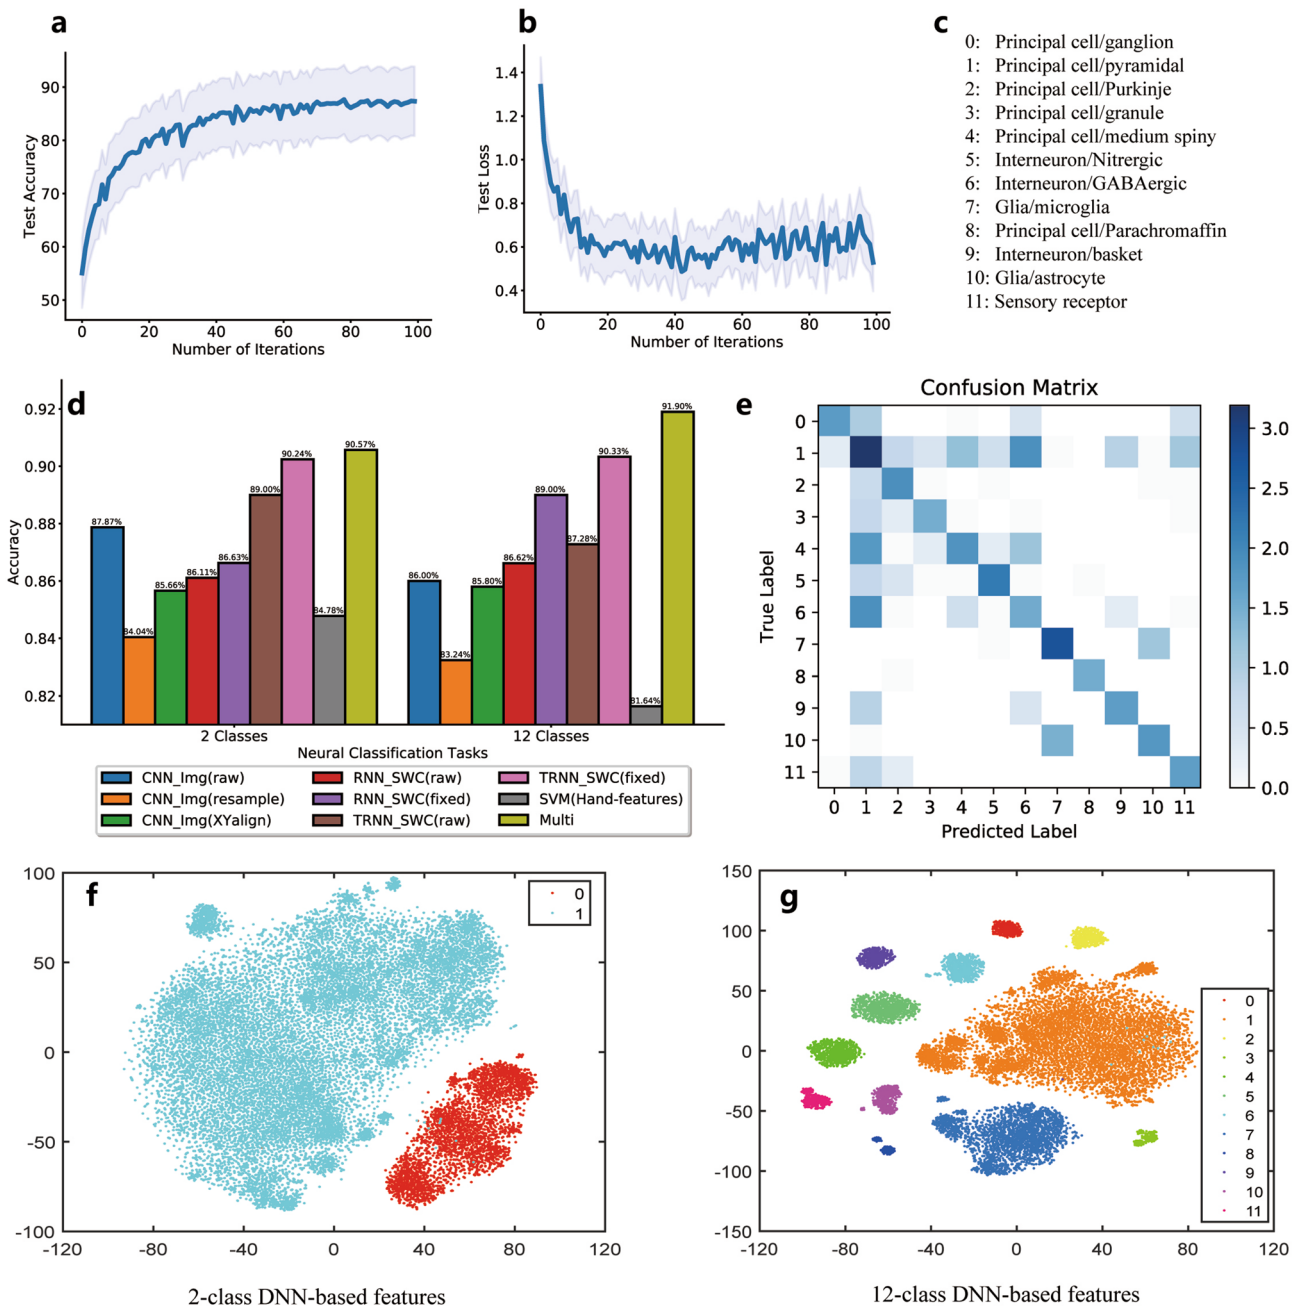 a
90
80
70
60
50
Test Accuracy
0 20 40 60 80 100
Number of Iterations
b
1.4
1.2
1.0
0.8
0.6
0.4
Test Loss
0 20 40 60 80 100
Number of Iterations
c
0: Principal cell/ganglion
1: Principal cell/pyramidal
2: Principal cell/Purkinje
3: Principal cell/granule
4: Principal cell/medium spiny
5: Interneuron/Nitrergic
6: Interneuron/GABAergic
7: Glia/microglia
8: Principal cell/Parachromaffin
9: Interneuron/basket
10: Glia/astrocyte
11: Sensory receptor
d
0.92
0.90
0.88
0.86
0.84
0.82
Accuracy
87.87%
84.04%
85.66%
86.11%
86.63%
89.00%
90.24%
84.78%
90.57%
86.00%
83.24%
85.80%
86.62%
89.00%
87.28%
90.33%
81.64%
91.90%
2 Classes 12 Classes
Neural Classification Tasks
CNN_Img(raw) RNN_SWC(raw) TRNN_SWC(fixed)
CNN_Img(resample) RNN_SWC(fixed) SVM(Hand-features)
CNN_Img(XYalign) TRNN_SWC(raw) Multi
e
Confusion Matrix
0
1
2
3
4
5
6
7
8
9
10
11
True Label
0 1 2 3 4 5 6 7 8 9 10 11
Predicted Label
3.0
2.5
2.0
1.5
1.0
0.5
0.0
f
100
50
0
-50
-100
-120 -80 -40 0 40 80 120
0
1
2-class DNN-based features
g
150
100
50
0
-50
-100
-150
-120 -80 -40 0 40 80 120
0
1
2
3
4
5
6
7
8
9
10
11
12-class DNN-based features